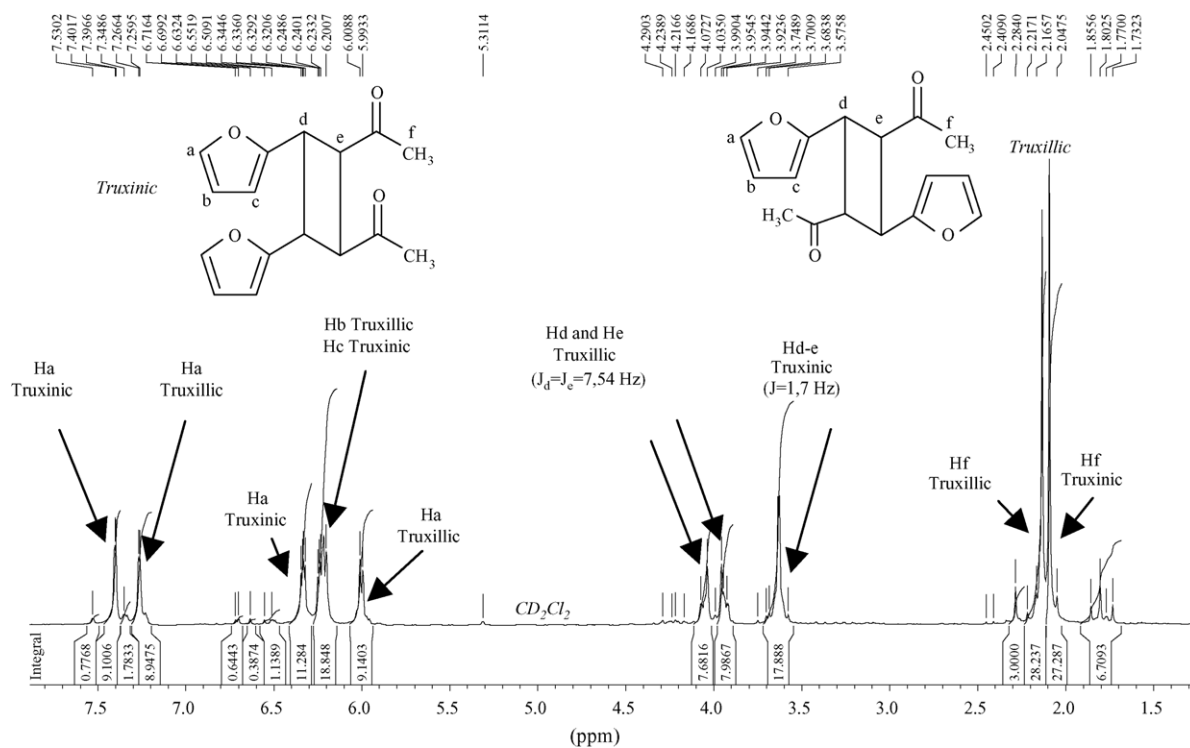 7.5302
7.4017
7.3966
7.3486
7.2664
7.2595
6.7164
6.6992
6.6324
6.5519
6.5091
6.3446
6.3360
6.3292
6.3206
6.2486
6.2401
6.2332
6.2007
6.0088
5.9933
5.3114
4.2903
4.2389
4.2166
4.1686
4.0727
4.0350
3.9904
3.9545
3.9442
3.9236
3.7489
3.7009
3.6838
3.5758
2.4502
2.4090
2.2840
2.2171
2.1657
2.0475
1.8556
1.8025
1.7700
1.7323
O
d
e
f
CH3
O
a
b
c
Truxinic
O
O
CH3
O
d
e
f
CH3
O
a
b
c
Truxillic
H3C
O
O
Hb Truxillic
Hc Truxinic
Hd and He
Truxillic
(Jd=Je=7,54 Hz)
Hd-e
Truxinic
(J=1,7 Hz)
Ha
Truxinic
Ha
Truxillic
Hf
Truxillic
Hf
Truxinic
Ha
Truxinic
Ha
Truxillic
CD2Cl2
Integral
0.7768
9.1006
1.7833
8.9475
0.6443
0.3874
1.1389
11.284
18.848
9.1403
7.6816
7.9867
17.888
3.0000
28.237
27.287
6.7093
7.5
7.0
6.5
6.0
5.5
5.0
4.5
4.0
3.5
3.0
2.5
2.0
1.5
(ppm)